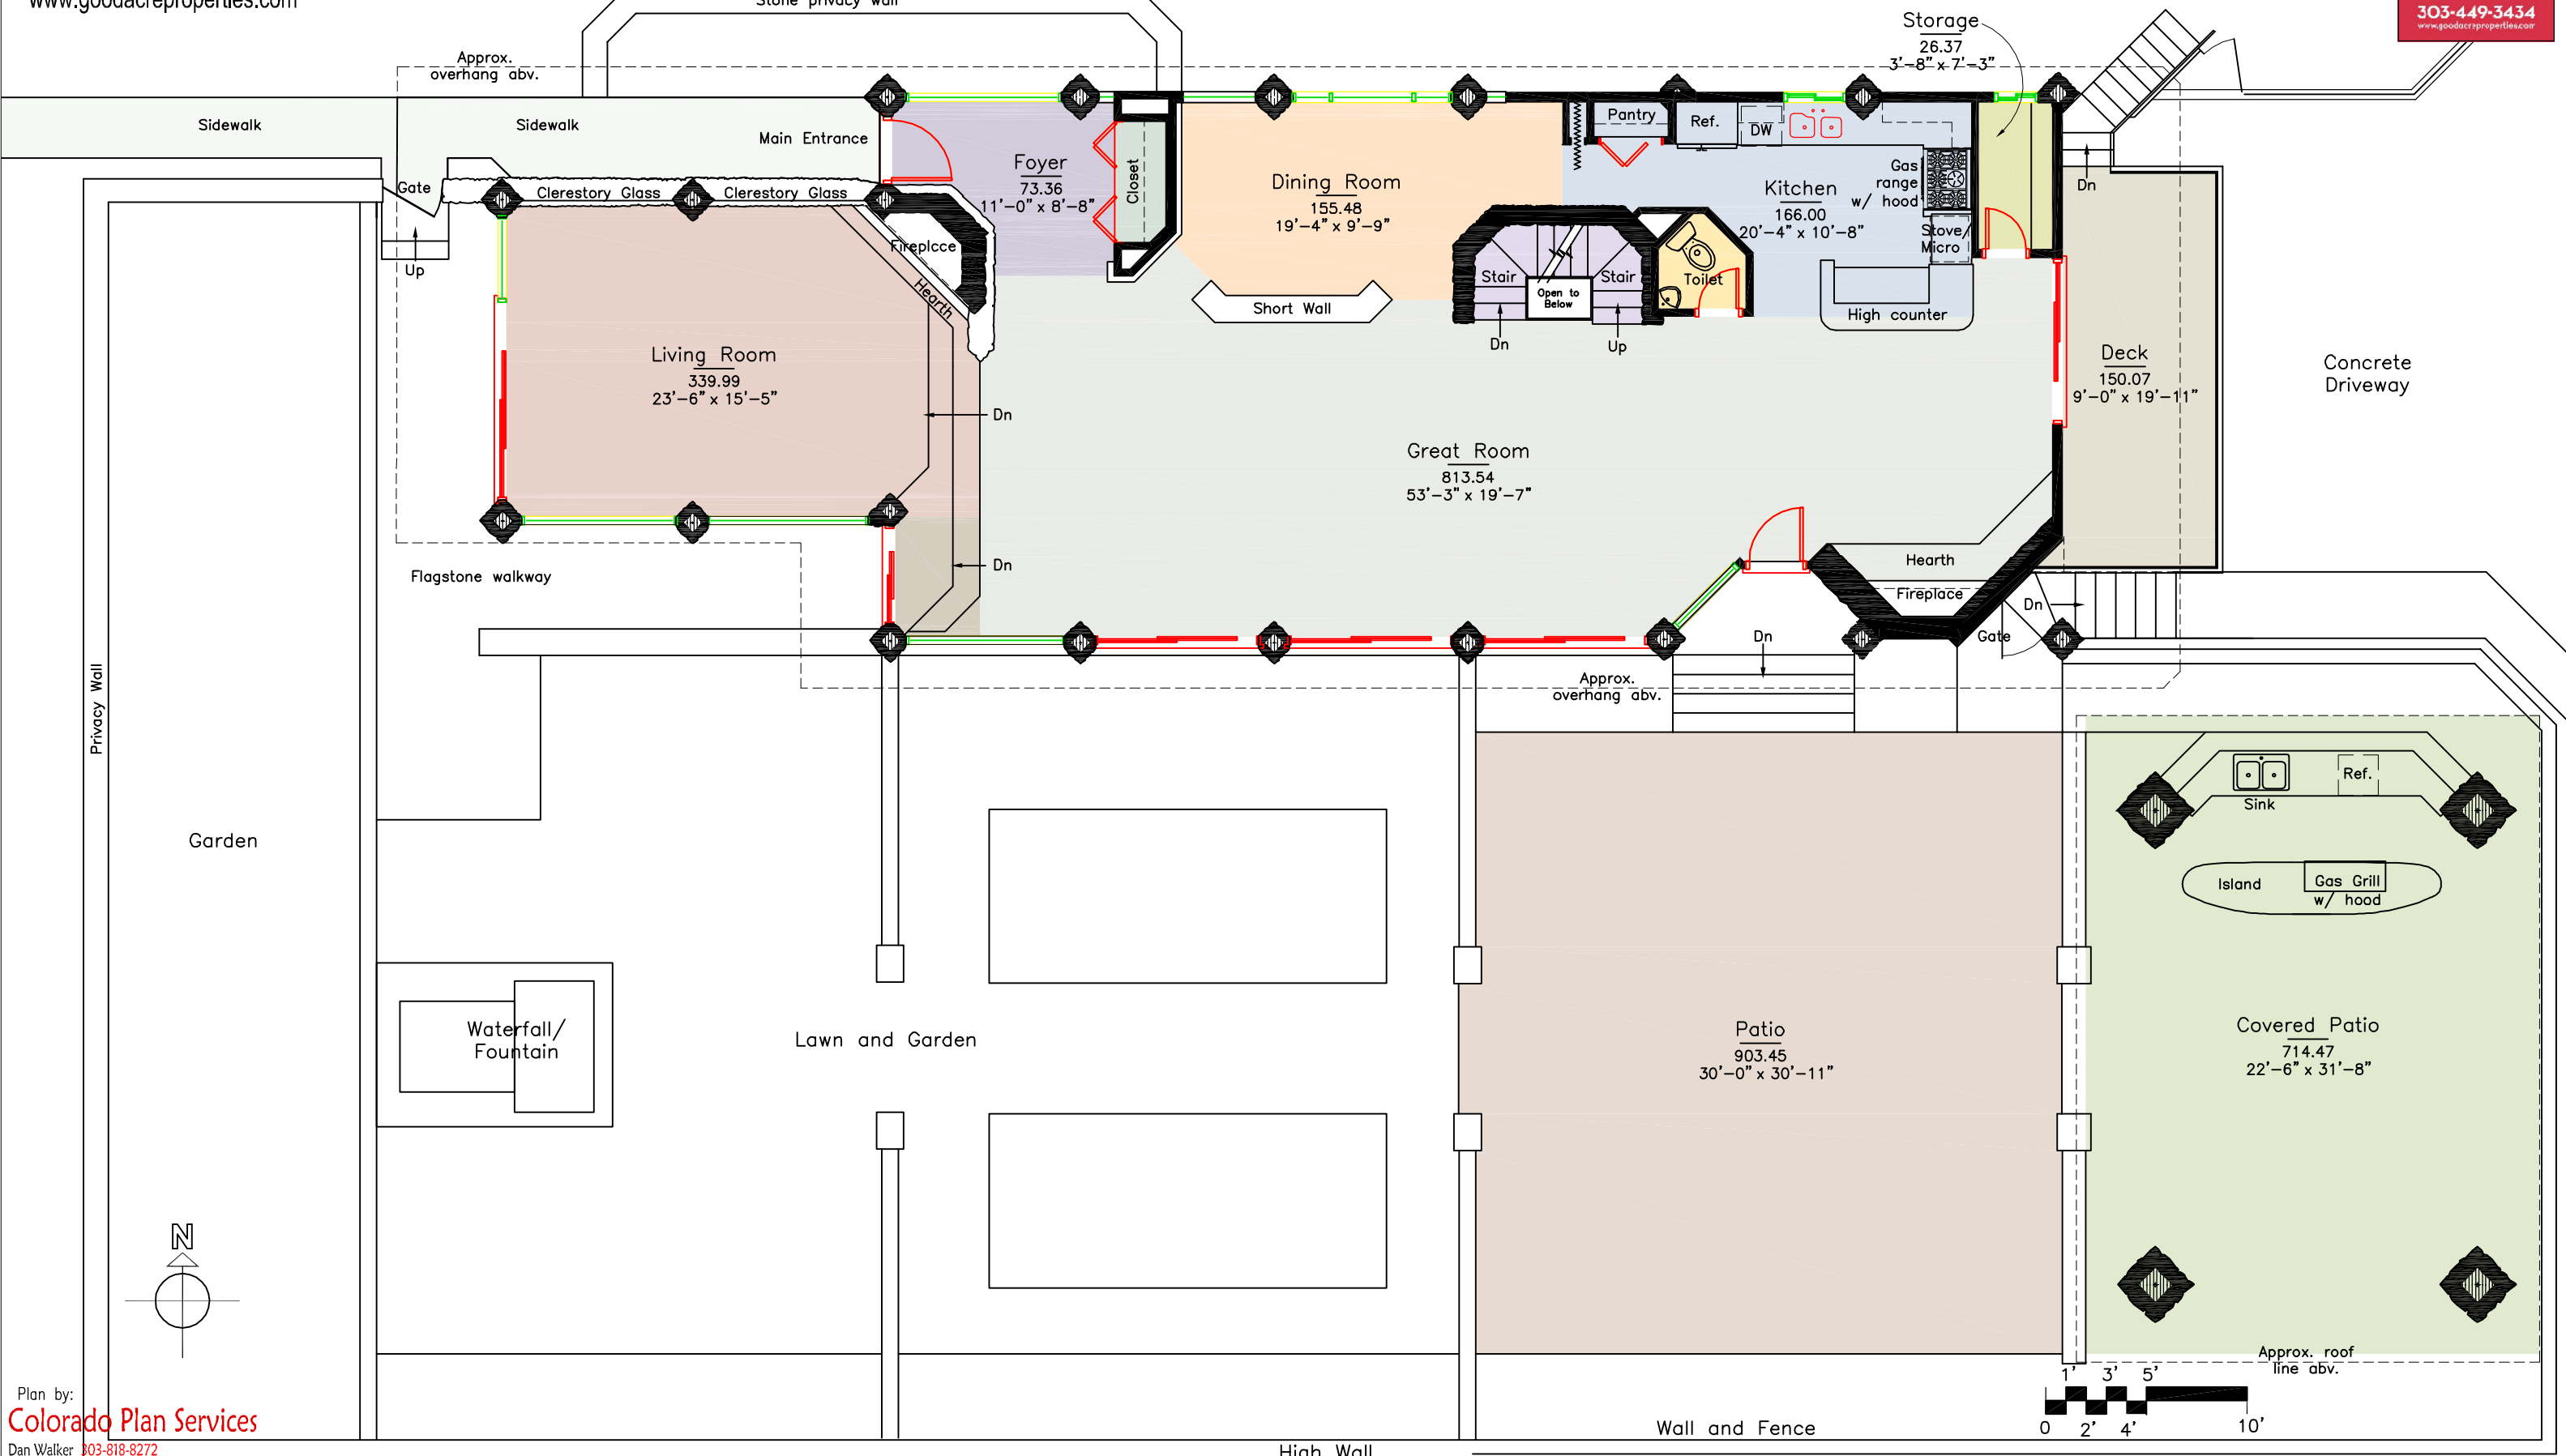 www.goodacreproperties.com
Stone privacy wall
303-449-3434
www.goodacreproperties.com
Storage
26.37
3'-8" x 7'-3"
Approx.
overhang abv.
Sidewalk
Sidewalk
Main Entrance
Gate
Up
Clerestory Glass
Clerestory Glass
Foyer
73.36
11'-0" x 8'-8"
Closet
Fireplcce
Hearth
Dining Room
155.48
19'-4" x 9'-9"
Short Wall
Pantry
Ref.
DW
Kitchen
166.00
20'-4" x 10'-8"
Gas
range
w/ hood
Stove/
Micro
High counter
Toilet
Stair
Stair
Open to
Below
Dn
Up
Dn
Living Room
339.99
23'-6" x 15'-5"
Dn
Great Room
813.54
53'-3" x 19'-7"
Deck
150.07
9'-0" x 19'-11"
Concrete
Driveway
Dn
Hearth
Fireplace
Dn
Gate
Dn
Flagstone walkway
Approx.
overhang abv.
Privacy Wall
Garden
Waterfall/
Fountain
Lawn and Garden
Patio
903.45
30'-0" x 30'-11"
Sink
Ref.
Island
Gas Grill
w/ hood
Covered Patio
714.47
22'-6" x 31'-8"
Approx. roof
line abv.
N
1' 3' 5'
0 2' 4' 10'
Wall and Fence
High Wall
Plan by:
Colorado Plan Services
Dan Walker 303-818-8272